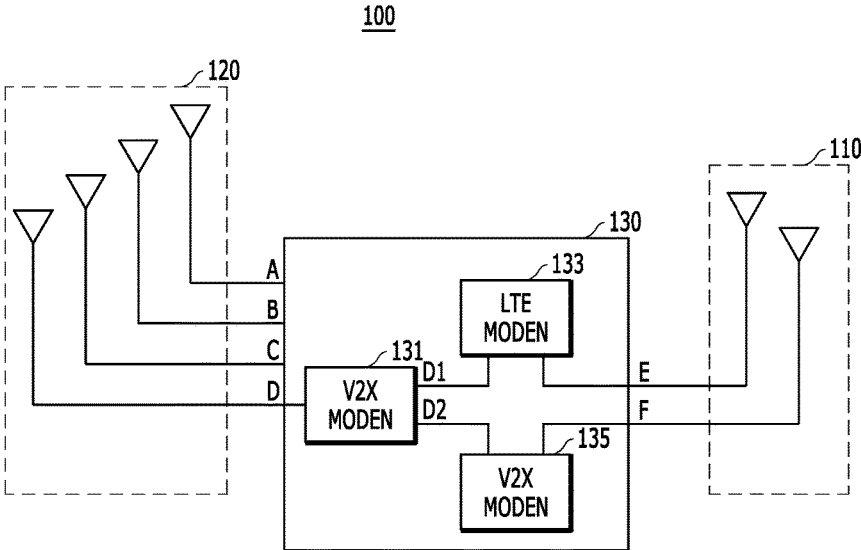 100
120
110
130
A
133
LTE
MODEN
B
C
131
D1
E
D
V2X
MODEN
D2
F
135
V2X
MODEN